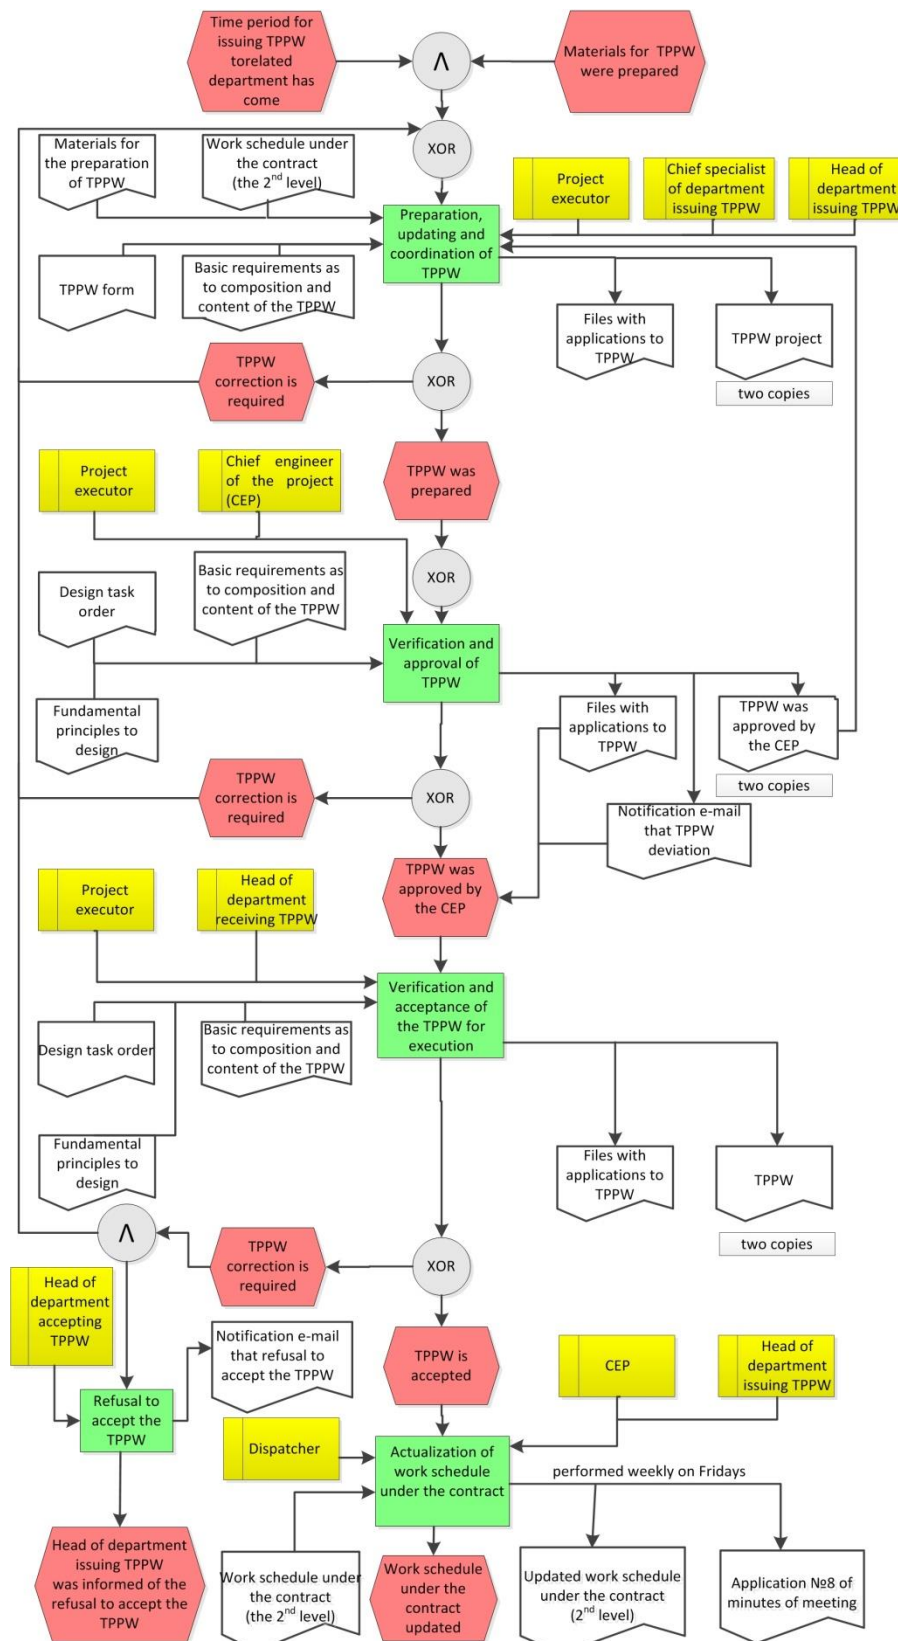 Time period for
issuing TPPW
torelated
department has
come
Λ
Materials for TPPW
were prepared
XOR
Materials for
the preparation
of TPPW
Work schedule under
the contract
(the 2nd level)
Project
executor
Chief specialist
of department
issuing TPPW
Head of
department
issuing TPPW
Preparation,
updating and
coordination of
TPPW
TPPW form
Basic requirements as
to composition and
content of the TPPW
Files with
applications to
TPPW
TPPW project
two copies
TPPW
correction is
required
XOR
Project
executor
Chief engineer
of the project
(CEP)
TPPW was
prepared
XOR
Design task
order
Basic requirements as
to composition and
content of the TPPW
Verification and
approval of
TPPW
Fundamental
principles to
design
Files with
applications to
TPPW
TPPW was
approved by
the CEP
two copies
TPPW
correction is
required
XOR
Notification e-mail
that TPPW
deviation
TPPW was
approved by
the CEP
Project
executor
Head of
department
receiving TPPW
Verification and
acceptance of
the TPPW for
execution
Design task order
Basic requirements as
to composition and
content of the TPPW
Fundamental
principles to
design
Files with
applications to
TPPW
TPPW
two copies
Λ
TPPW
correction is
required
XOR
Head of
department
accepting
TPPW
Notification e-mail
that refusal to
accept the TPPW
TPPW is
accepted
CEP
Head of
department
issuing TPPW
Refusal to
accept the
TPPW
Dispatcher
Actualization of
work schedule
under the contract
performed weekly on Fridays
Head of department
issuing TPPW
was informed of the
refusal to accept the
TPPW
Work schedule under
the contract
(the 2nd level)
Work schedule
under the
contract
updated
Updated work schedule
under the contract
(2nd level)
Application №8 of
minutes of meeting